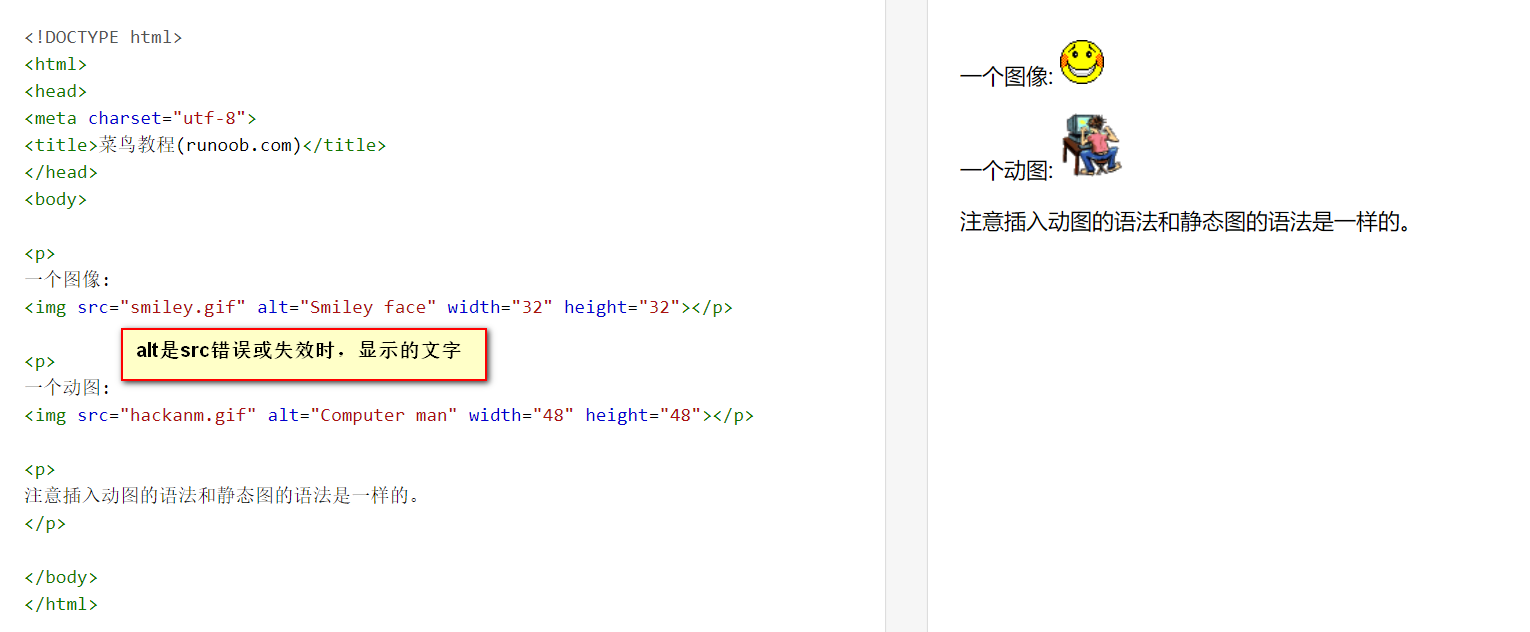 <!DOCTYPE html>
<html>
<head>
<meta charset="utf-8">
<title>菜鸟教程(runoob.com)</title>
</head>
<body>
<p>
一个图像:
<img src="smiley.gif" alt="Smiley face" width="32" height="32"></p>
alt是src错误或失效时，显示的文字
<p>
一个动图:
<img src="hackanm.gif" alt="Computer man" width="48" height="48"></p>
<p>
注意插入动图的语法和静态图的语法是一样的。
</p>
</body>
</html>
一个图像:
一个动图:
注意插入动图的语法和静态图的语法是一样的。